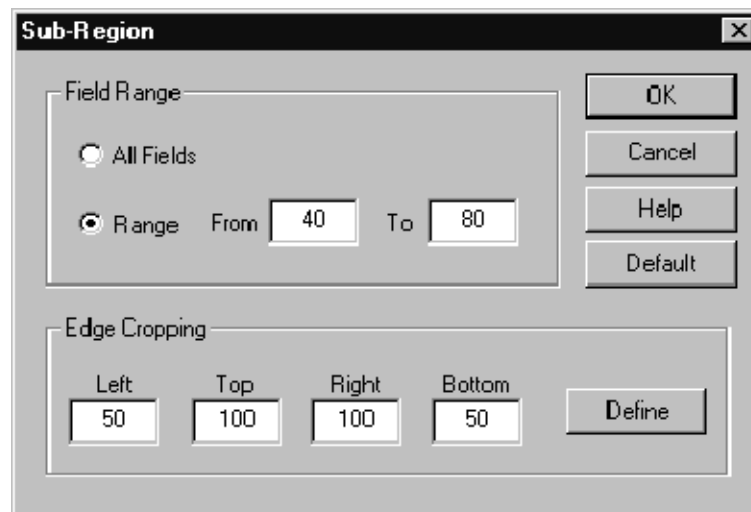 Sub-Region
Field Range
All Fields
Range From 40 To 80
OK
Cancel
Help
Default
Edge Cropping
Left Top Right Bottom
50 100 100 50
Define